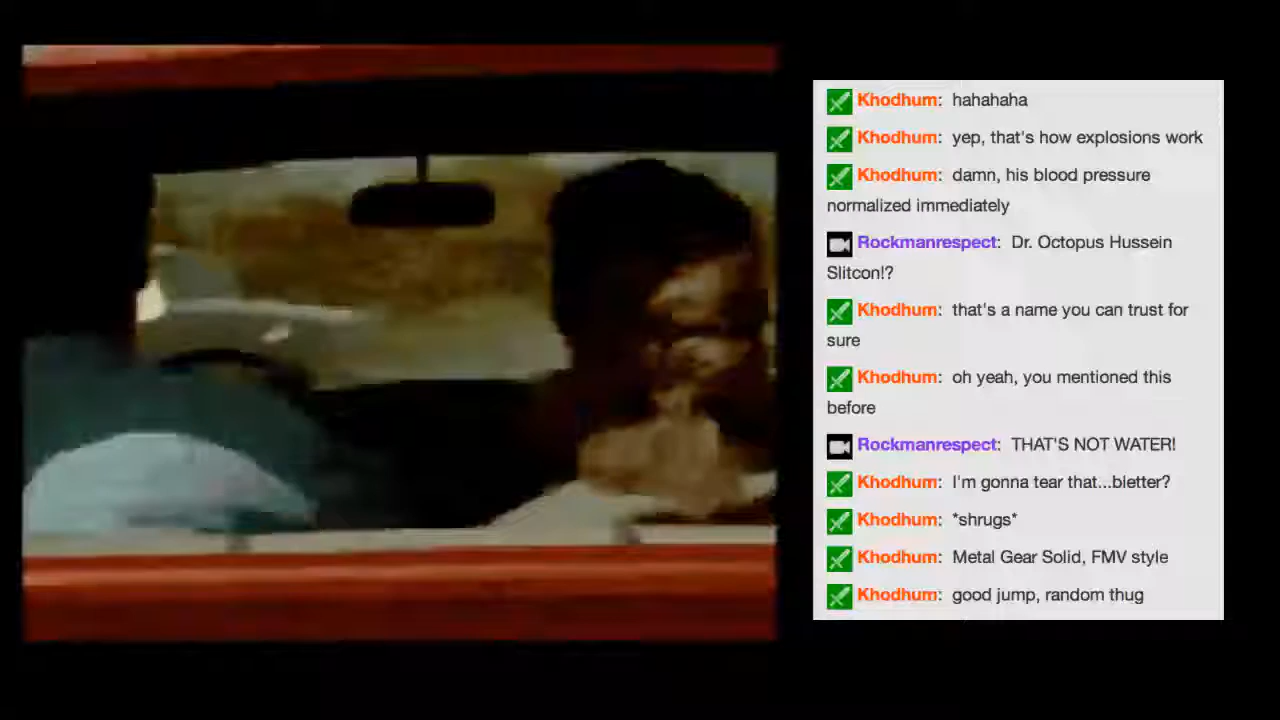 Khodhum: hahahaha
Khodhum: yep, that's how explosions work
Khodhum: damn, his blood pressure
normalized immediately
Rockmanrespect: Dr. Octopus Hussein
Slitcon!?
Khodhum: that's a name you can trust for
sure
Khodhum: oh yeah, you mentioned this
before
Rockmanrespect: THAT'S NOT WATER!
Khodhum: I'm gonna tear that...bletter?
Khodhum: *shrugs*
Khodhum: Metal Gear Solid, FMV style
Khodhum: good jump, random thug